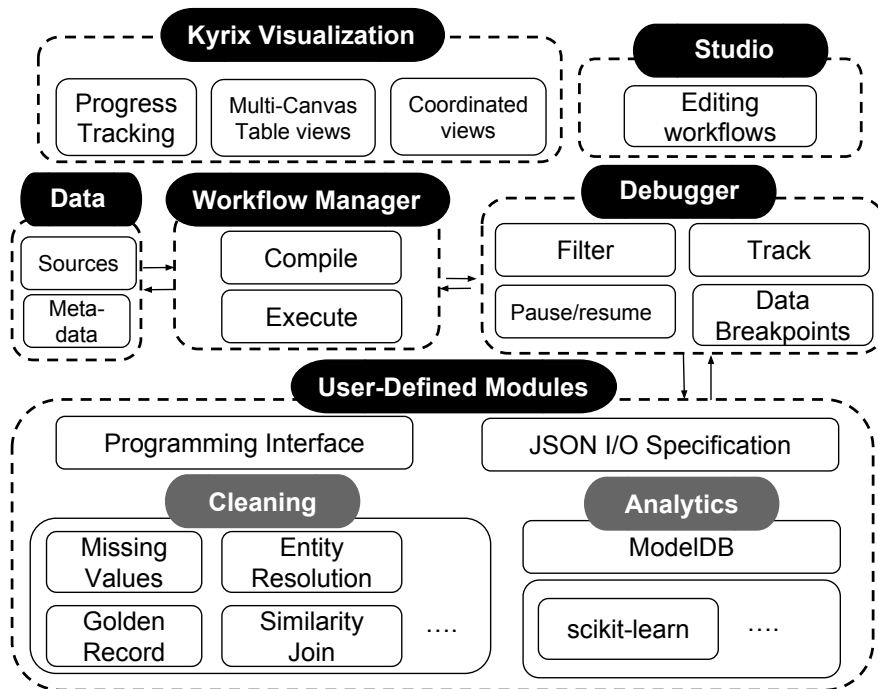 Kyrix Visualization
Progress
Tracking
Multi-Canvas
Table views
Coordinated
views
Studio
Editing
workflows
Data
Sources
Meta-
data
Workflow Manager
Compile
Execute
Debugger
Filter
Track
Pause/resume
Data
Breakpoints
User-Defined Modules
Programming Interface
JSON I/O Specification
Cleaning
Missing
Values
Entity
Resolution
Golden
Record
Similarity
Join
....
Analytics
ModelDB
scikit-learn
....